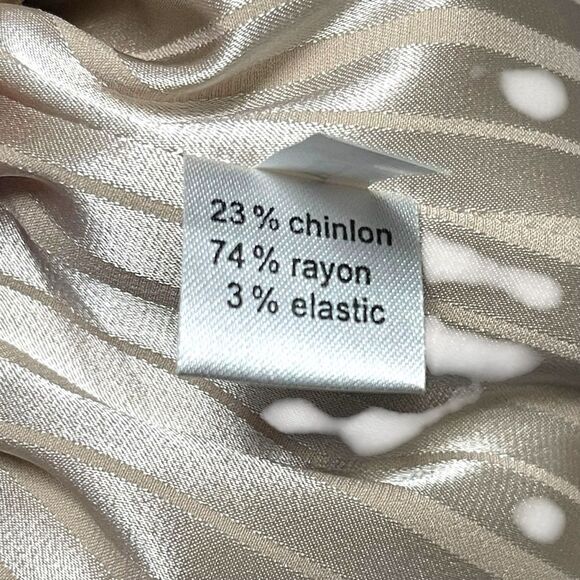 23% chinlon
74% rayon
3% elastic